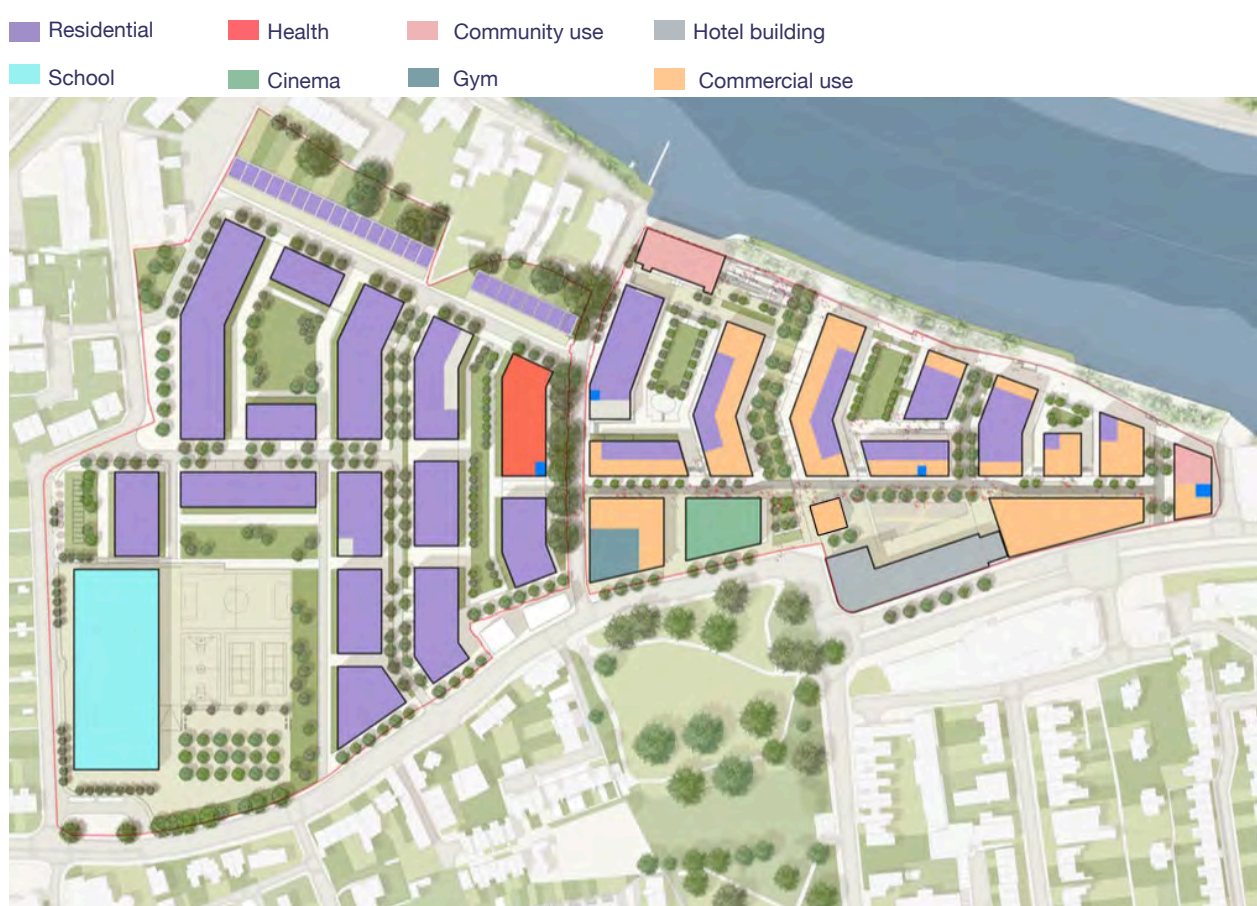 Residential
Health
Community use
Hotel building
School
Cinema
Gym
Commercial use